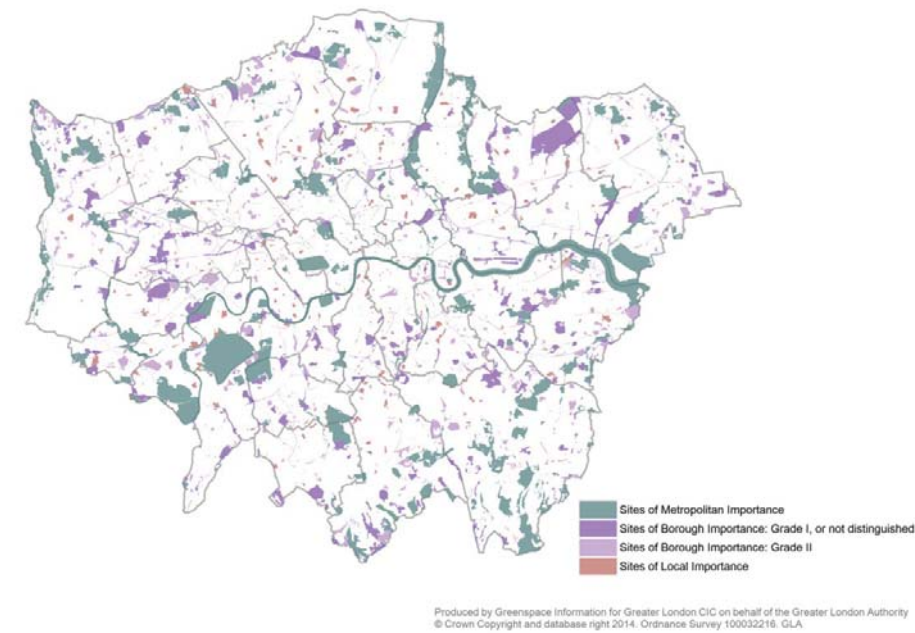 Sites of Metropolitan Importance
Sites of Borough Importance: Grade I, or not distinguished
Sites of Borough Importance: Grade II
Sites of Local Importance
Produced by Greenspace Information for Greater London CIC on behalf of the Greater London Authority
© Crown Copyright and database right 2014. Ordnance Survey 100032216. GLA